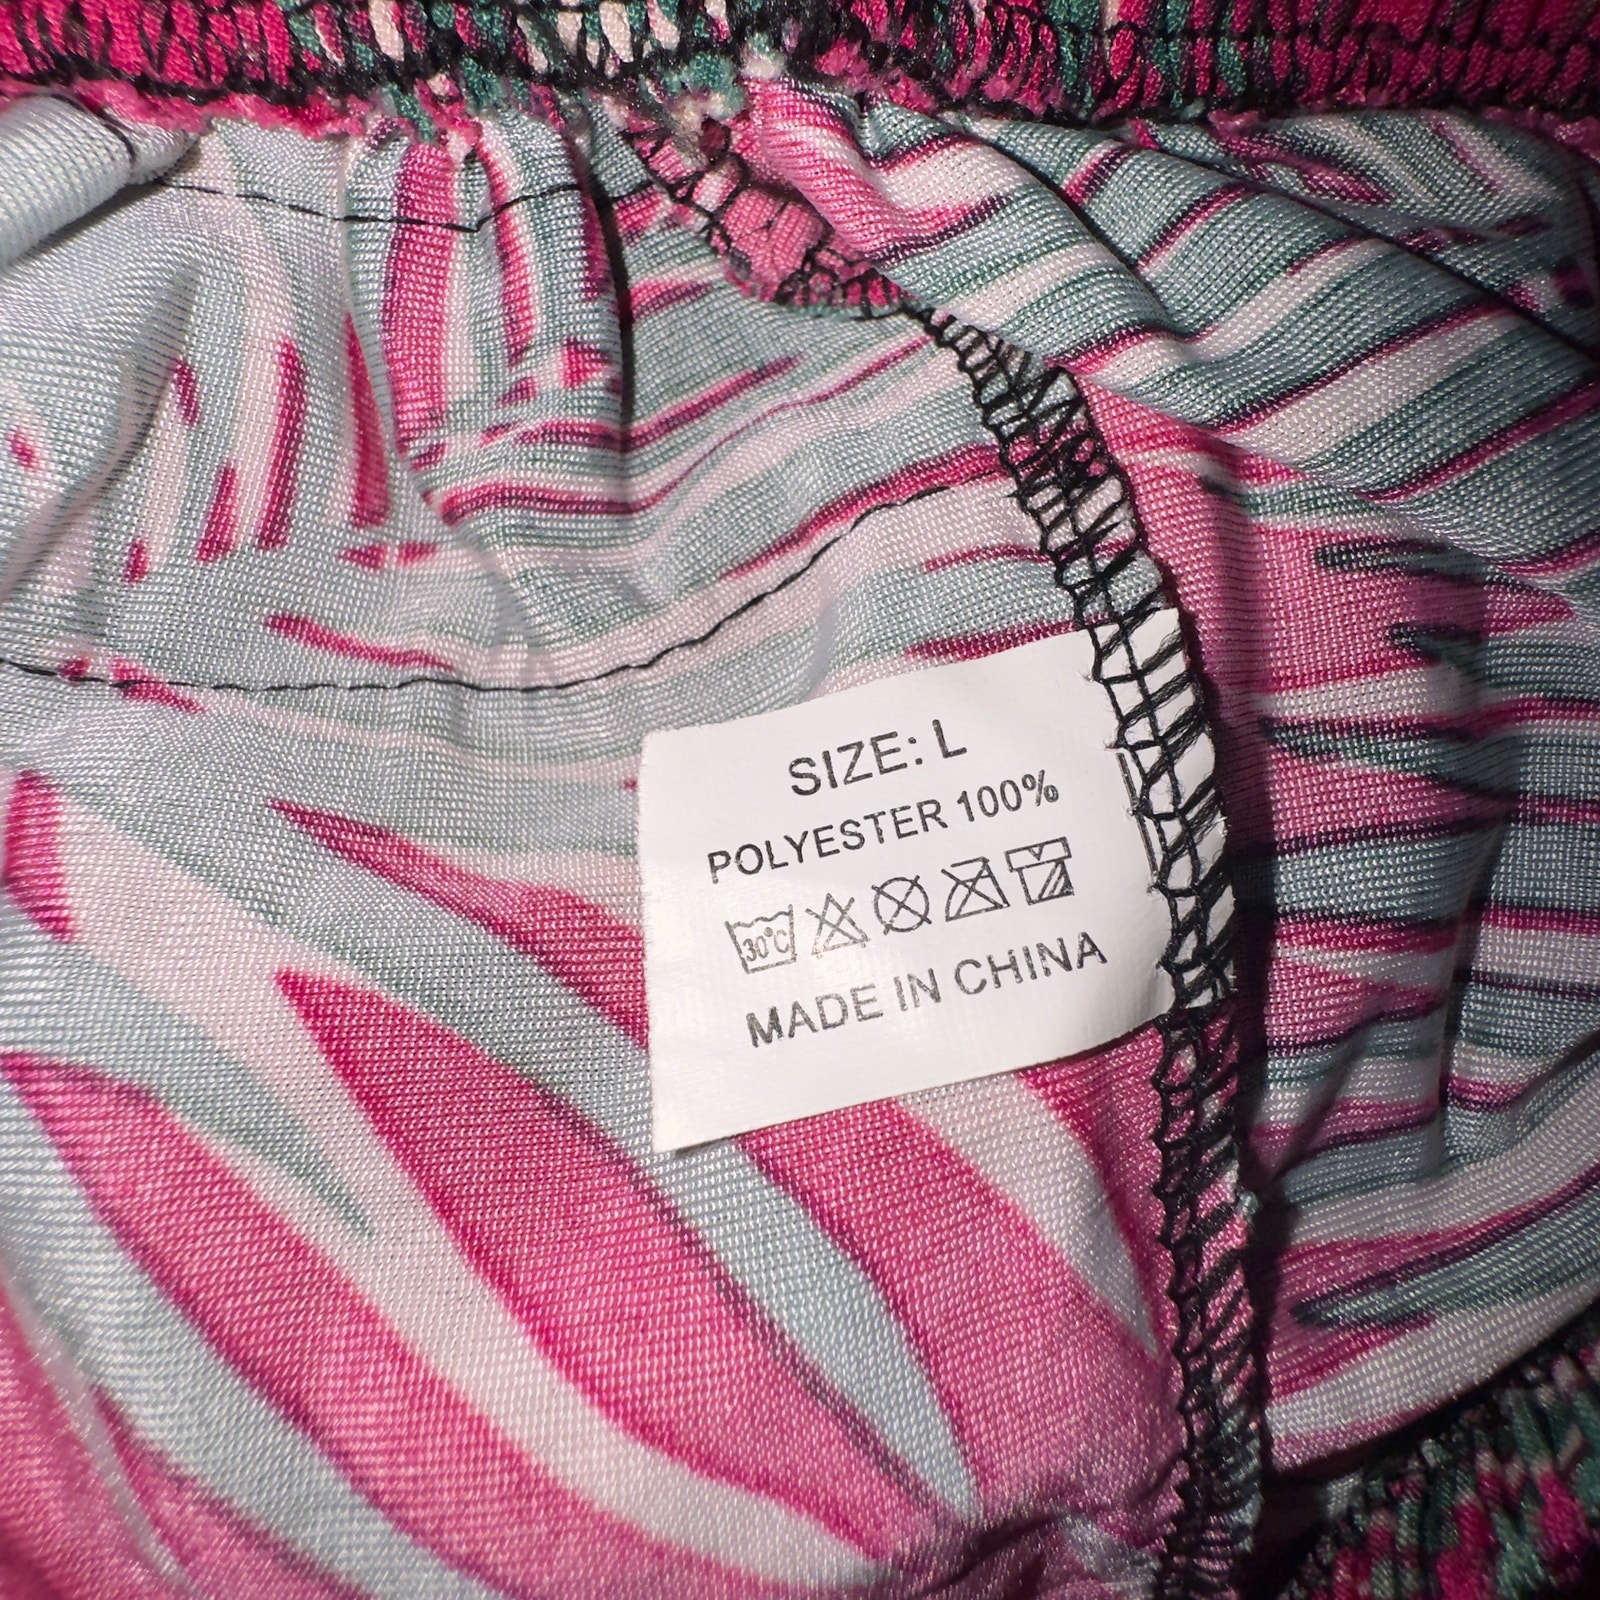 SIZE: L
POLYESTER 100%
30°C
MADE IN CHINA